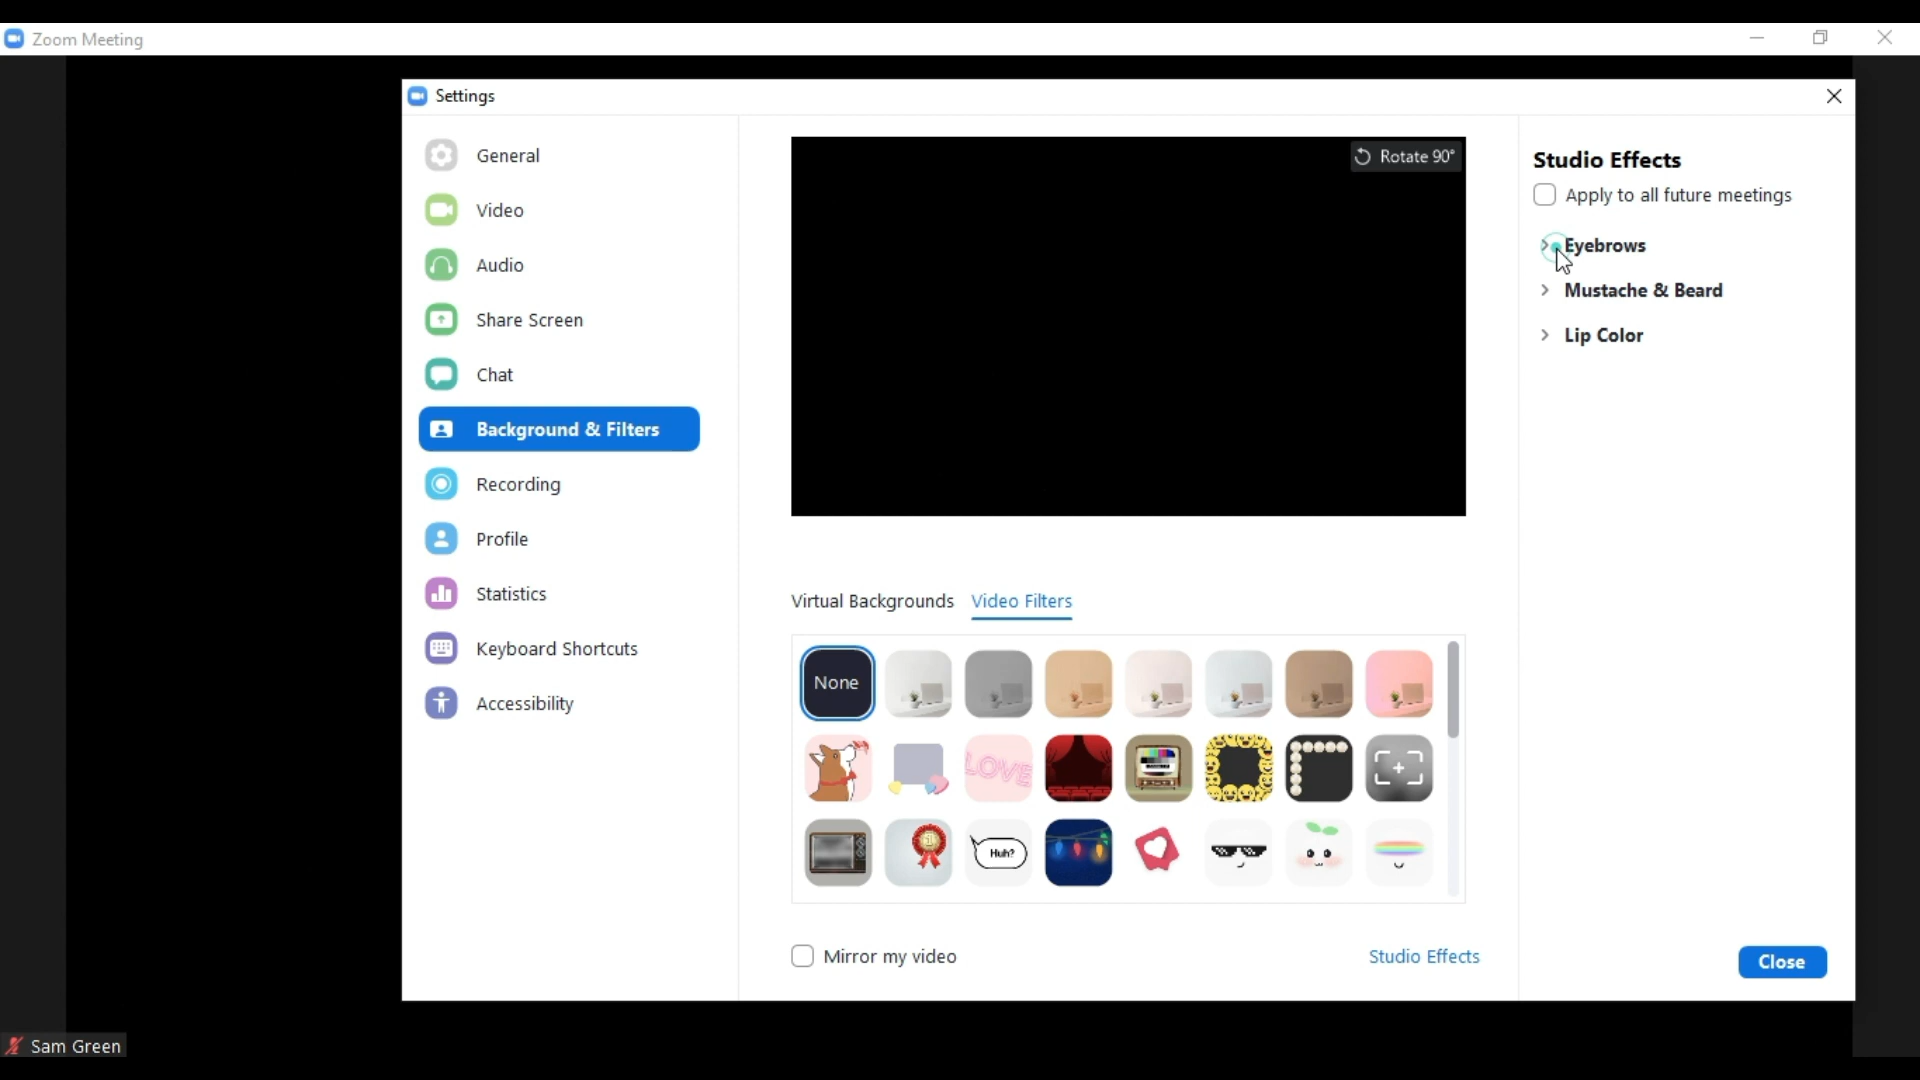 Zoom Meeting
Settings
General
Video
Audio
Share Screen
Chat
Background & Filters
Recording
Profile
Statistics
Keyboard Shortcuts
Accessibility
Rotate 90°
Virtual Backgrounds Video Filters
None
LOVE
Huh?
Mirror my video
Studio Effects
Studio Effects
Apply to all future meetings
Eyebrows
Mustache & Beard
Lip Color
Close
Sam Green